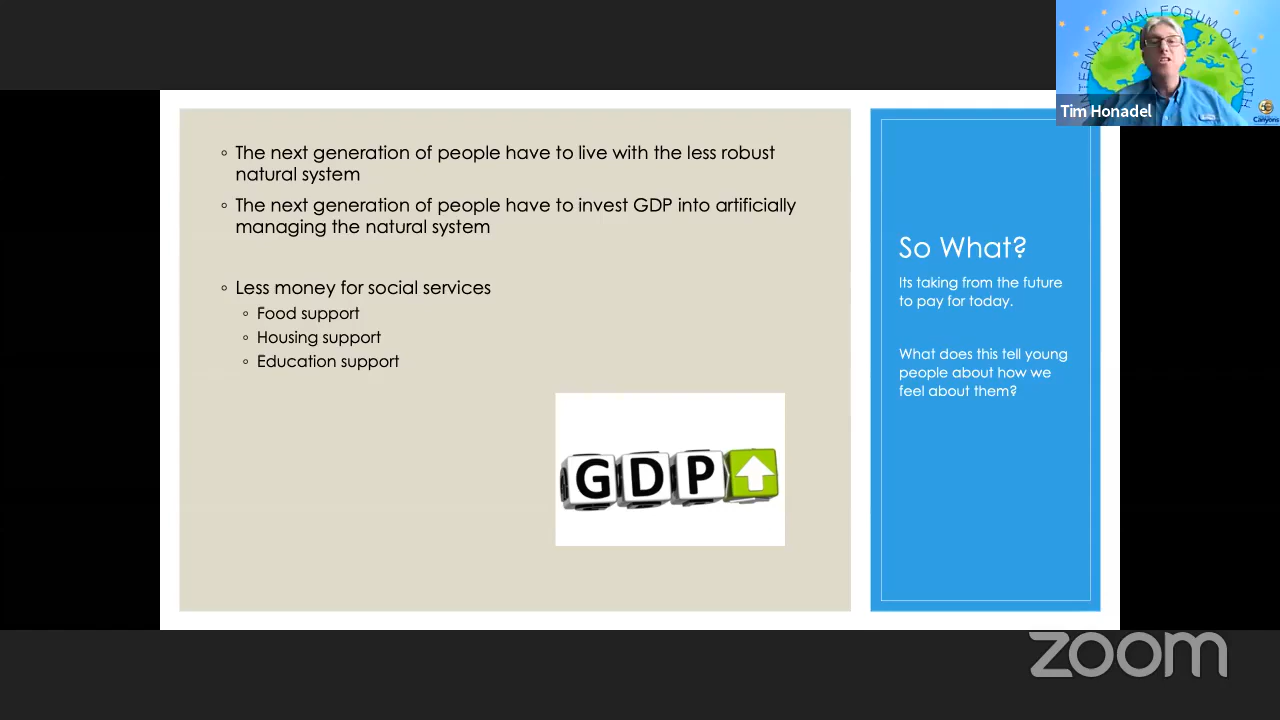 INTERNATIONAL FORUM ON YOUTH
Tim Honadel
Canyons
◦ The next generation of people have to live with the less robust
natural system
◦ The next generation of people have to invest GDP into artificially
managing the natural system
◦ Less money for social services
◦ Food support
◦ Housing support
◦ Education support
GDP
So What?
Its taking from the future
to pay for today.
What does this tell young
people about how we
feel about them?
zoom